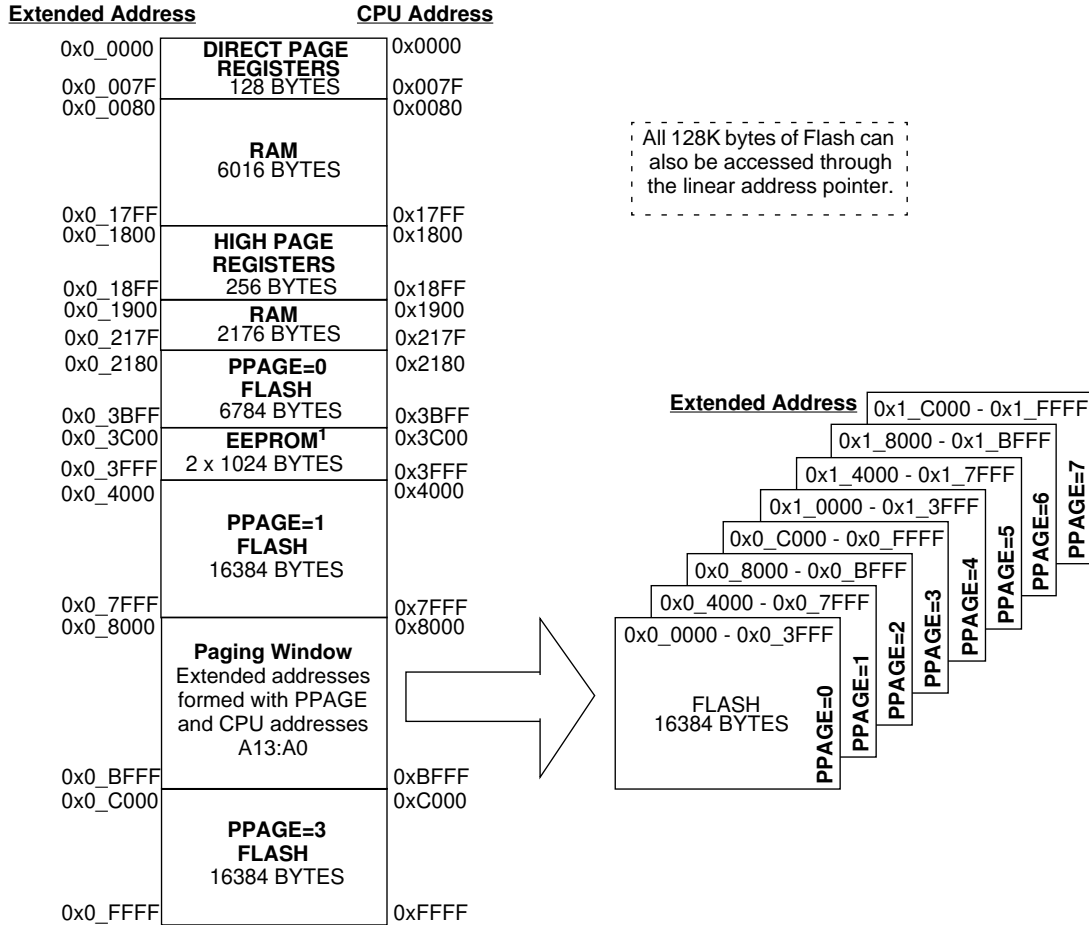 Extended Address CPU Address
0x0_0000 DIRECT PAGE 0x0000
REGISTERS
0x0_007F 128 BYTES 0x007F
0x0_0080 0x0080
RAM
6016 BYTES
0x0_17FF 0x17FF
0x0_1800 0x1800
HIGH PAGE
REGISTERS
0x0_18FF 256 BYTES 0x18FF
0x0_1900 RAM 0x1900
0x0_217F 2176 BYTES 0x217F
0x0_2180 PPAGE=0 0x2180
FLASH
0x0_3BFF 6784 BYTES 0x3BFF
0x0_3C00 EEPROM1 0x3C00
0x0_3FFF 2 x 1024 BYTES 0x3FFF
0x0_4000 0x4000
PPAGE=1
FLASH
16384 BYTES
0x0_7FFF 0x7FFF
0x0_8000 0x8000
Paging Window
Extended addresses
formed with PPAGE
and CPU addresses
A13:A0
0x0_BFFF 0xBFFF
0x0_C000 0xC000
PPAGE=3
FLASH
16384 BYTES
0x0_FFFF 0xFFFF
All 128K bytes of Flash can
also be accessed through
the linear address pointer.
Extended Address
0x1_C000 - 0x1_FFFF
0x1_8000 - 0x1_BFFF
0x1_4000 - 0x1_7FFF
0x1_0000 - 0x1_3FFF
0x0_C000 - 0x0_FFFF
0x0_8000 - 0x0_BFFF
0x0_4000 - 0x0_7FFF
0x0_0000 - 0x0_3FFF
FLASH
16384 BYTES
PPAGE=0
PPAGE=1
PPAGE=2
PPAGE=3
PPAGE=4
PPAGE=5
PPAGE=6
PPAGE=7